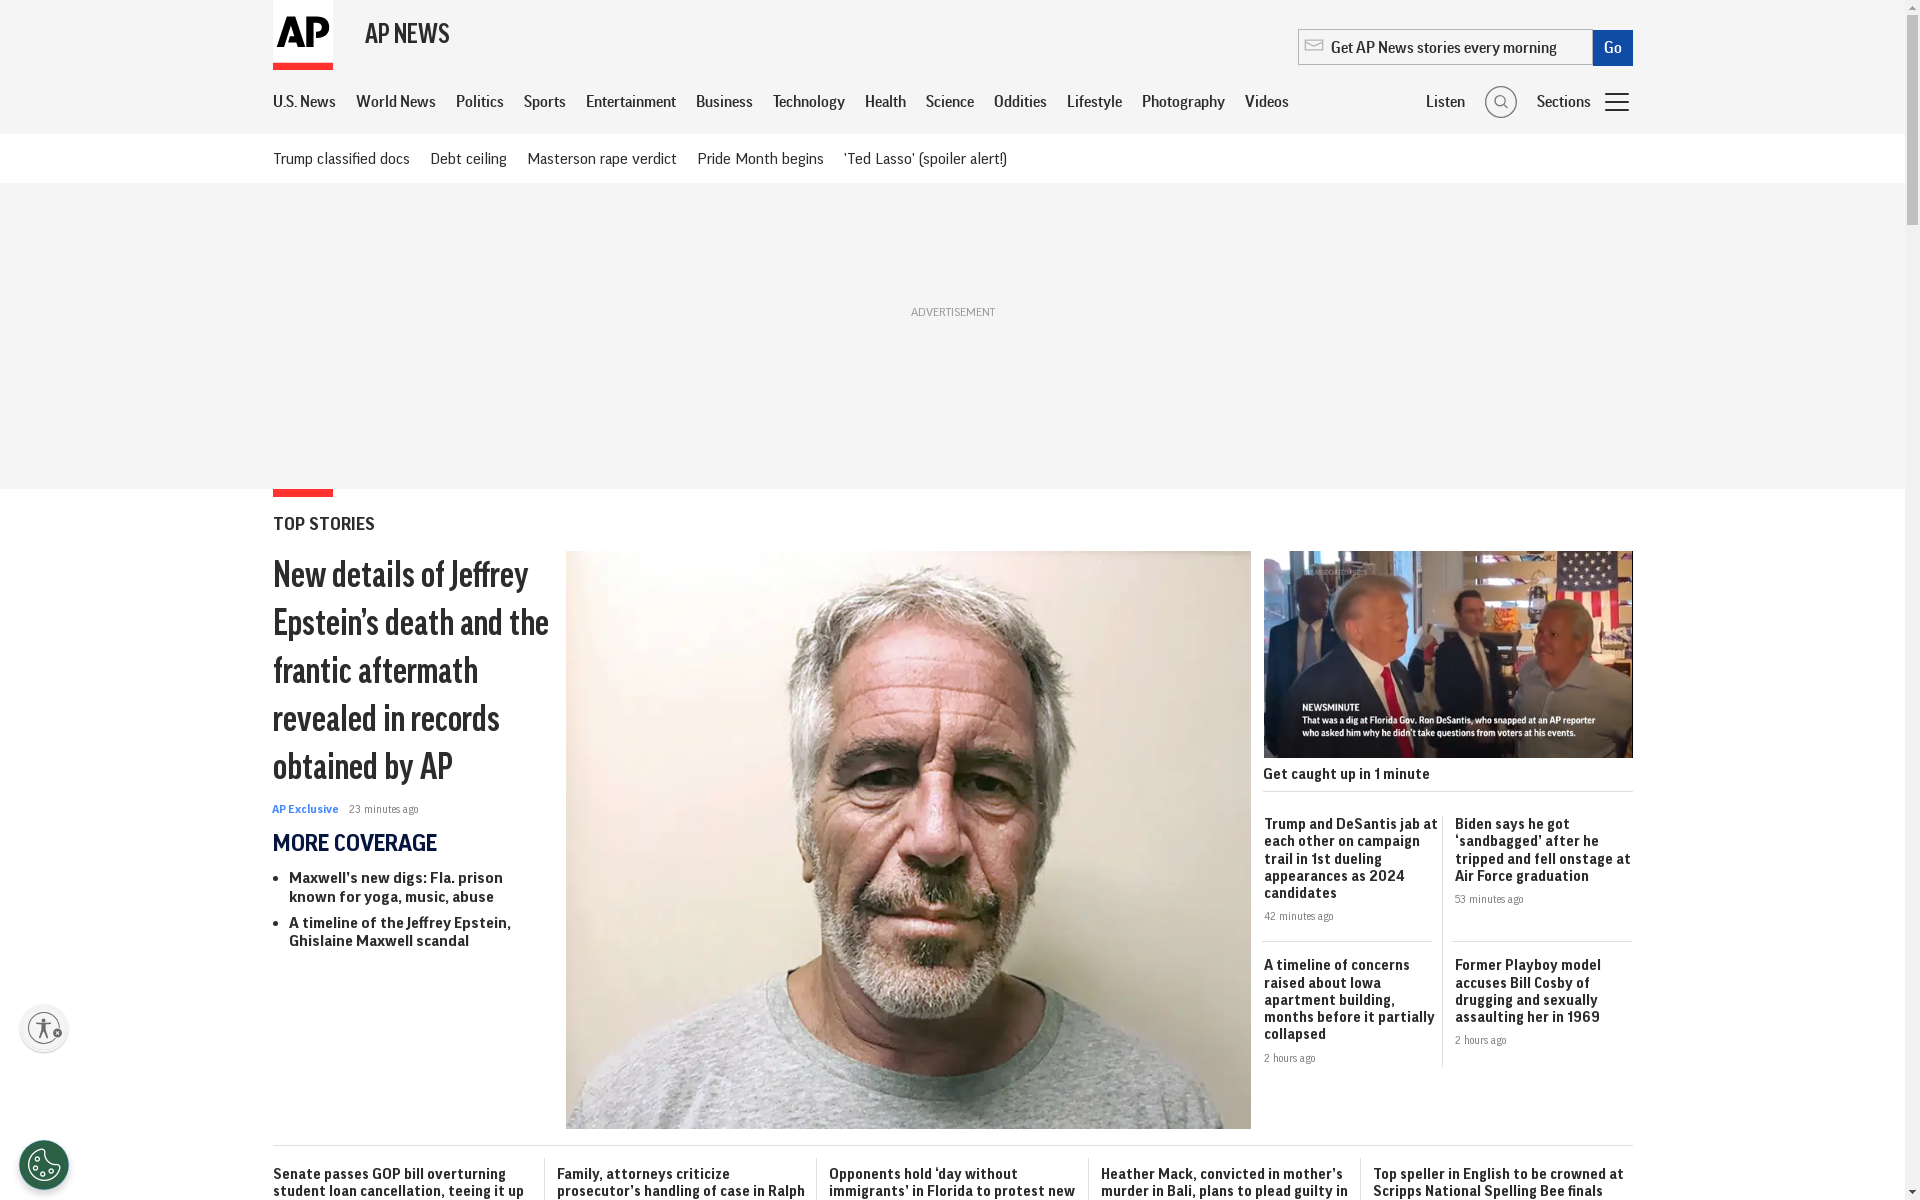 AP
AP NEWS
Get AP News stories every morning
Go
U.S. News
World News
Politics
Sports
Entertainment
Business
Technology
Health
Science
Oddities
Lifestyle
Photography
Videos
Listen
Sections
Trump classified docs
Debt ceiling
Masterson rape verdict
Pride Month begins
'Ted Lasso' (spoiler alert!)
ADVERTISEMENT
TOP STORIES
New details of Jeffrey
Epstein’s death and the
frantic aftermath
revealed in records
obtained by AP
AP Exclusive
23 minutes ago
MORE COVERAGE
Maxwell’s new digs: Fla. prison
known for yoga, music, abuse
A timeline of the Jeffrey Epstein,
Ghislaine Maxwell scandal
NEWSMINUTE
That was a dig at Florida Gov. Ron DeSantis, who snapped at an AP reporter
who asked him why he didn't take questions from voters at his events.
Get caught up in 1 minute
Trump and DeSantis jab at
each other on campaign
trail in 1st dueling
appearances as 2024
candidates
42 minutes ago
Biden says he got
‘sandbagged’ after he
tripped and fell onstage at
Air Force graduation
53 minutes ago
A timeline of concerns
raised about Iowa
apartment building,
months before it partially
collapsed
2 hours ago
Former Playboy model
accuses Bill Cosby of
drugging and sexually
assaulting her in 1969
2 hours ago
Senate passes GOP bill overturning
student loan cancellation, teeing it up
Family, attorneys criticize
prosecutor’s handling of case in Ralph
Opponents hold ‘day without
immigrants’ in Florida to protest new
Heather Mack, convicted in mother’s
murder in Bali, plans to plead guilty in
Top speller in English to be crowned at
Scripps National Spelling Bee finals